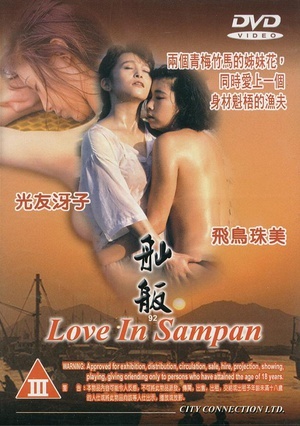 DVD
VIDEO
兩個青梅竹馬的姊妹花,
同時愛上一個
身材魁梧的漁夫
光友冴子
飛鳥珠美
舢舨
92
Love In Sampan
III
WARNING: Approved for exhibition, distribution, circulation, sale, hire, projection, showing,
playing, giving orlending only to persons who have attained the age of 18 years.
CITY CONNECTION LTD.